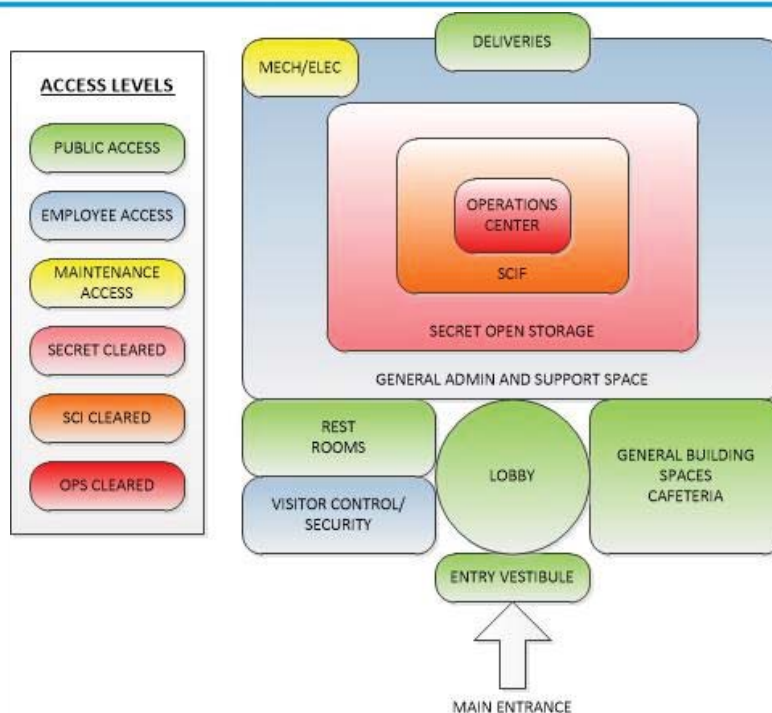 ACCESS LEVELS
PUBLIC ACCESS
EMPLOYEE ACCESS
MAINTENANCE
ACCESS
SECRET CLEARED
SCI CLEARED
OPS CLEARED
DELIVERIES
MECH/ELEC
OPERATIONS
CENTER
SCIF
SECRET OPEN STORAGE
GENERAL ADMIN AND SUPPORT SPACE
REST
ROOMS
VISITOR CONTROL/
SECURITY
LOBBY
GENERAL BUILDING
SPACES
CAFETERIA
ENTRY VESTIBULE
MAIN ENTRANCE